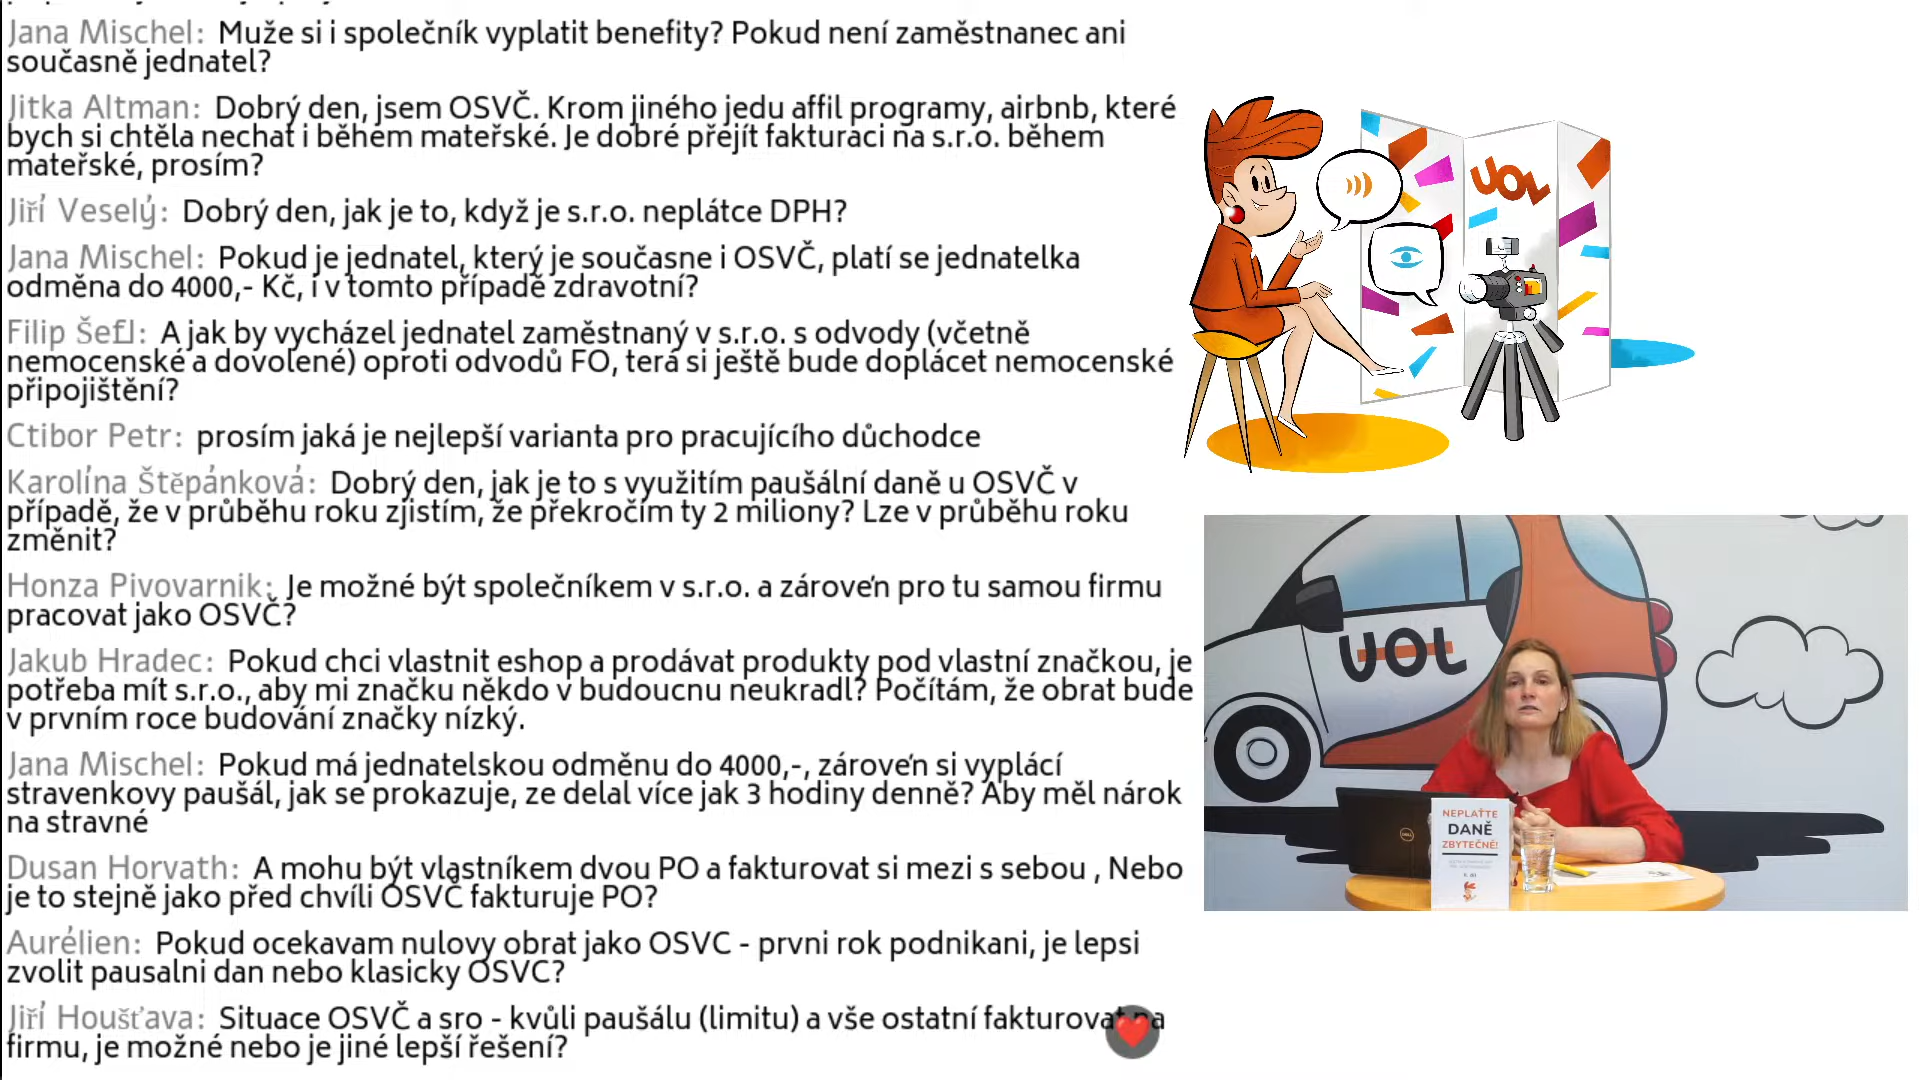 Jana Mischel: Muže si i společník vyplatit benefity? Pokud není zaměstnanec ani
současně jednatel?
Jitka Altman: Dobrý den, jsem OSVČ. Krom jiného jedu affil programy, airbnb, které
bych si chtěla nechat i během mateřské. Je dobré přejít fakturaci na s.r.o. během
mateřské, prosím?
Jiří Veselý: Dobrý den, jak je to, když je s.r.o. neplátce DPH?
Jana Mischel: Pokud je jednatel, který je současne i OSVČ, platí se jednatelka
odměna do 4000,- Kč, i v tomto případě zdravotní?
Filip Šefl: A jak by vycházel jednatel zaměstnaný v s.r.o. s odvody (včetně
nemocenské a dovolené) oproti odvodů FO, terá si ještě bude doplácet nemocenské
připojištění?
Ctibor Petr: prosím jaká je nejlepší varianta pro pracujícího důchodce
Karolína Štěpánková: Dobrý den, jak je to s využitím paušální daně u OSVČ v
případě, že v průběhu roku zjistím, že překročím ty 2 miliony? Lze v průběhu roku
změnit?
Honza Pivovarnik: Je možné být společníkem v s.r.o. a zároveň pro tu samou firmu
pracovat jako OSVČ?
Jakub Hradec: Pokud chci vlastnit eshop a prodávat produkty pod vlastní značkou, je
potřeba mít s.r.o., aby mi značku někdo v budoucnu neukradl? Počítám, že obrat bude
v prvním roce budování značky nízký.
Jana Mischel: Pokud má jednatelskou odměnu do 4000,-, zároveň si vyplácí
stravenkovy paušál, jak se prokazuje, ze delal více jak 3 hodiny denně? Aby měl nárok
na stravné
Dusan Horvath: A mohu být vlastníkem dvou PO a fakturovat si mezi s sebou , Nebo
je to stejně jako před chvílí OSVČ fakturuje PO?
Aurélien: Pokud ocekavam nulovy obrat jako OSVC - prvni rok podnikani, je lepsi
zvolit pausalni dan nebo klasicky OSVC?
Jiří Houšťava: Situace OSVČ a sro - kvůli paušálu (limitu) a vše ostatní fakturovat na
firmu, je možné nebo je jiné lepší řešení?
UOL
UOL
DELL
NEPLAŤTE
DANĚ
ZBYTEČNĚ!